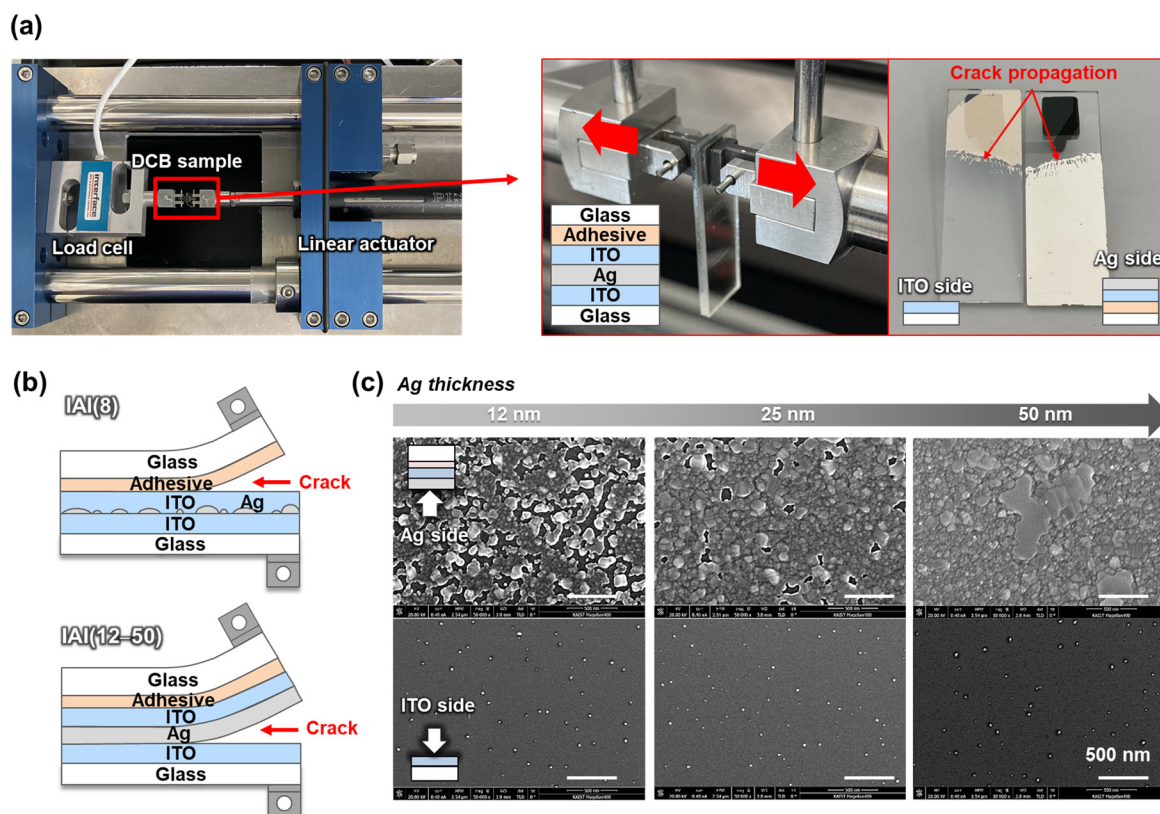 (a)
DCB sample
Load cell
Linear actuator
interface
Glass
Adhesive
ITO
Ag
ITO
Glass
Crack propagation
ITO side
Ag side
(b)
IAI(8)
Glass
Adhesive
Crack
ITO
Ag
ITO
Glass
IAI(12–50)
Glass
Adhesive
ITO
Ag
Crack
ITO
Glass
(c)
Ag thickness
12 nm
25 nm
50 nm
Ag side
ITO side
500 nm